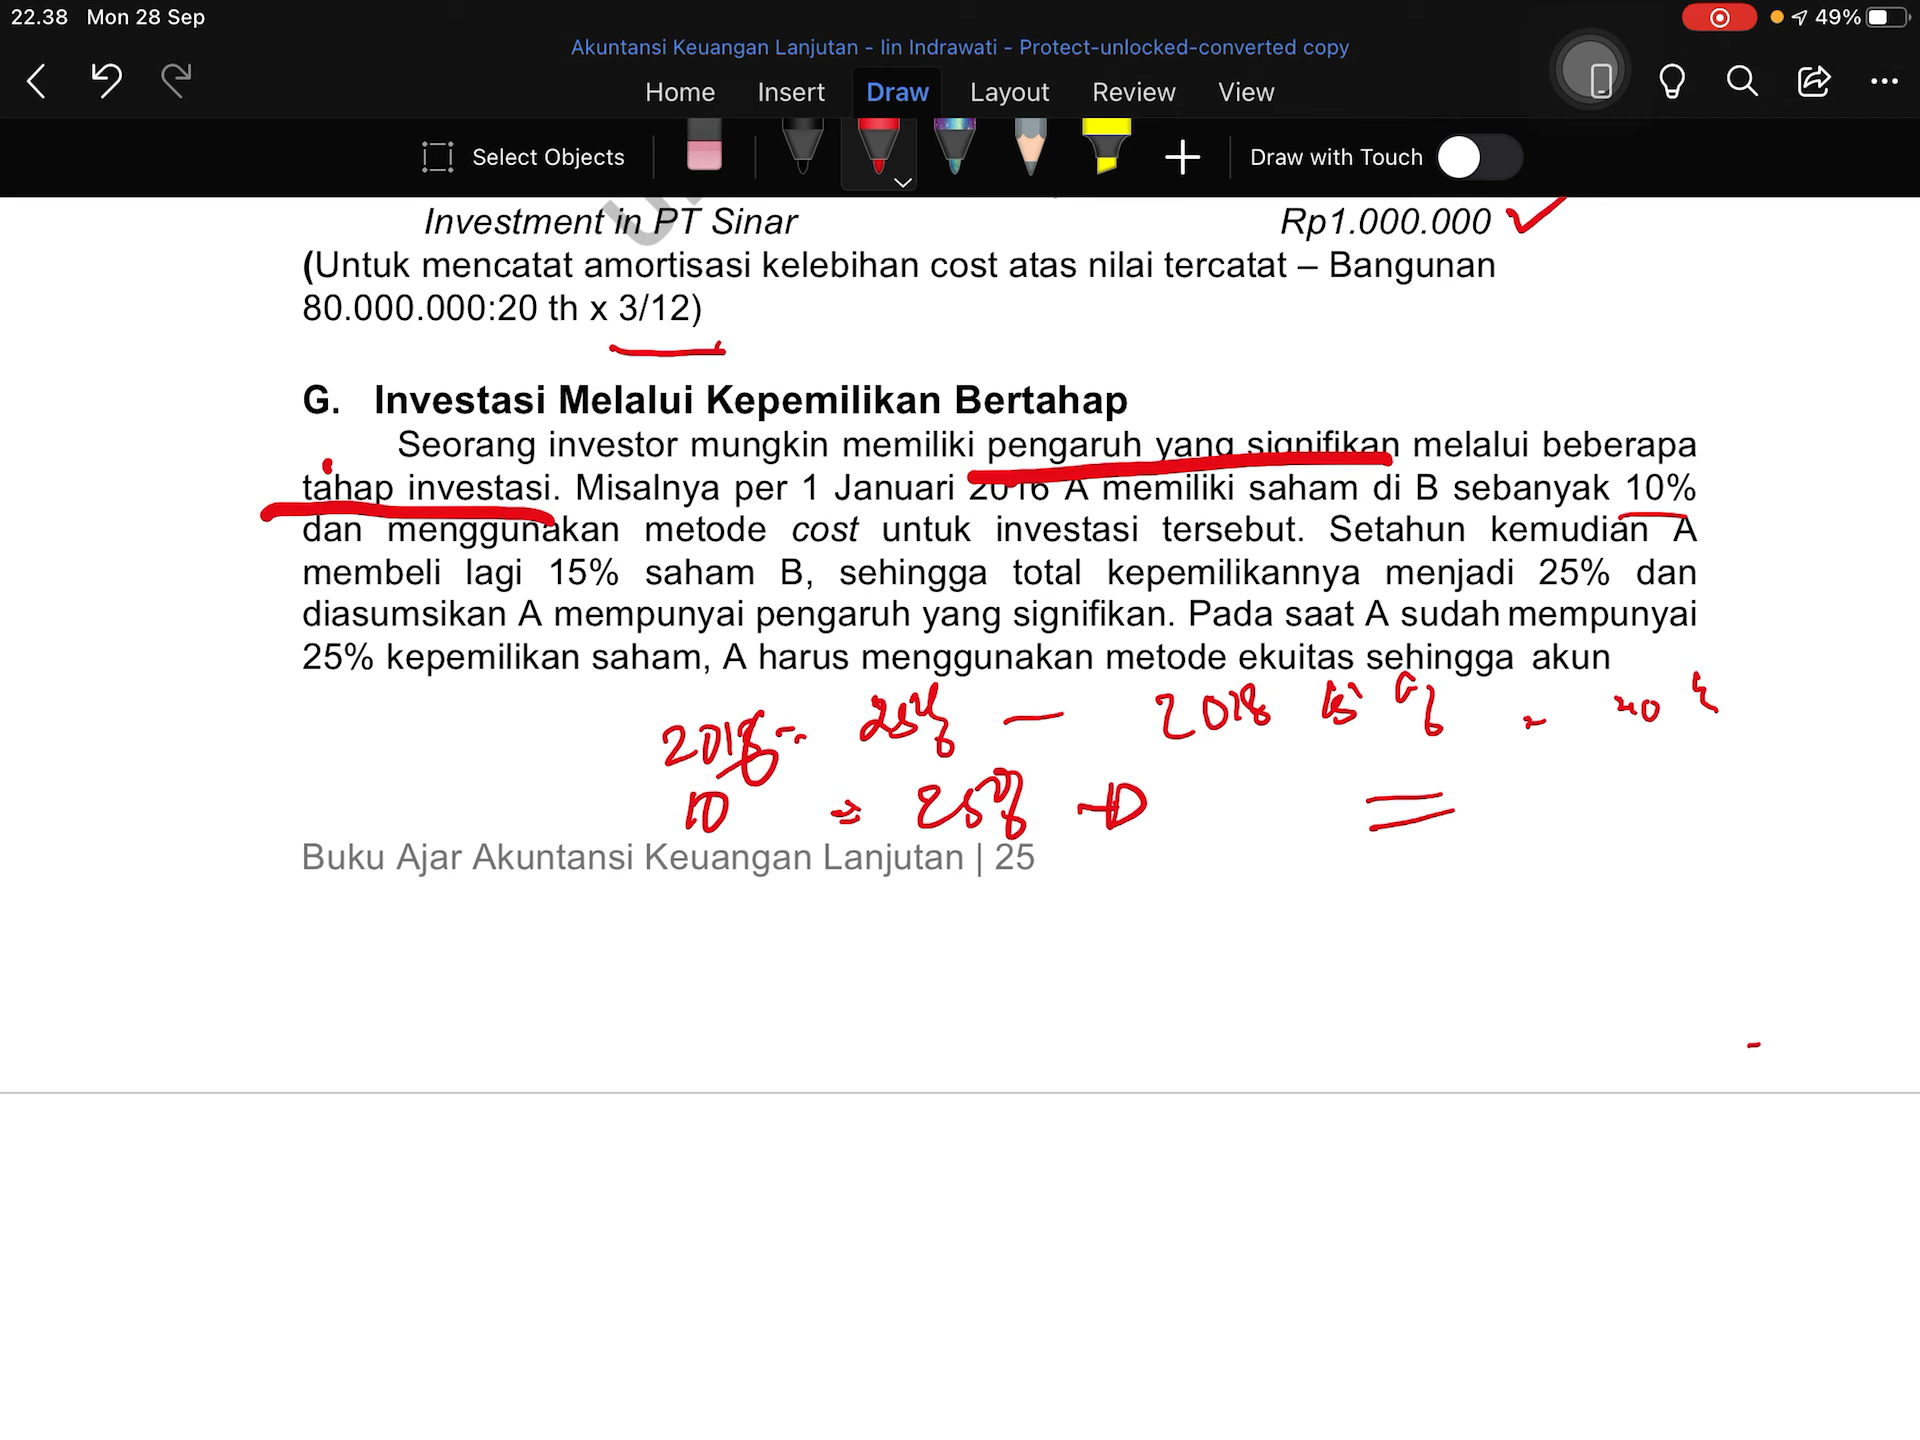 22.38 Mon 28 Sep
49%
Akuntansi Keuangan Lanjutan - Iin Indrawati - Protect-unlocked-converted copy
Home Insert Draw Layout Review View
Select Objects
Draw with Touch
Investment in PT Sinar Rp1.000.000
(Untuk mencatat amortisasi kelebihan cost atas nilai tercatat – Bangunan
80.000.000:20 th x 3/12)
G. Investasi Melalui Kepemilikan Bertahap
Seorang investor mungkin memiliki pengaruh yang signifikan melalui beberapa
tahap investasi. Misalnya per 1 Januari 2016 A memiliki saham di B sebanyak 10%
dan menggunakan metode cost untuk investasi tersebut. Setahun kemudian A
membeli lagi 15% saham B, sehingga total kepemilikannya menjadi 25% dan
diasumsikan A mempunyai pengaruh yang signifikan. Pada saat A sudah mempunyai
25% kepemilikan saham, A harus menggunakan metode ekuitas sehingga akun
2018 25% — 2018 15%
10 = 25%
Buku Ajar Akuntansi Keuangan Lanjutan | 25